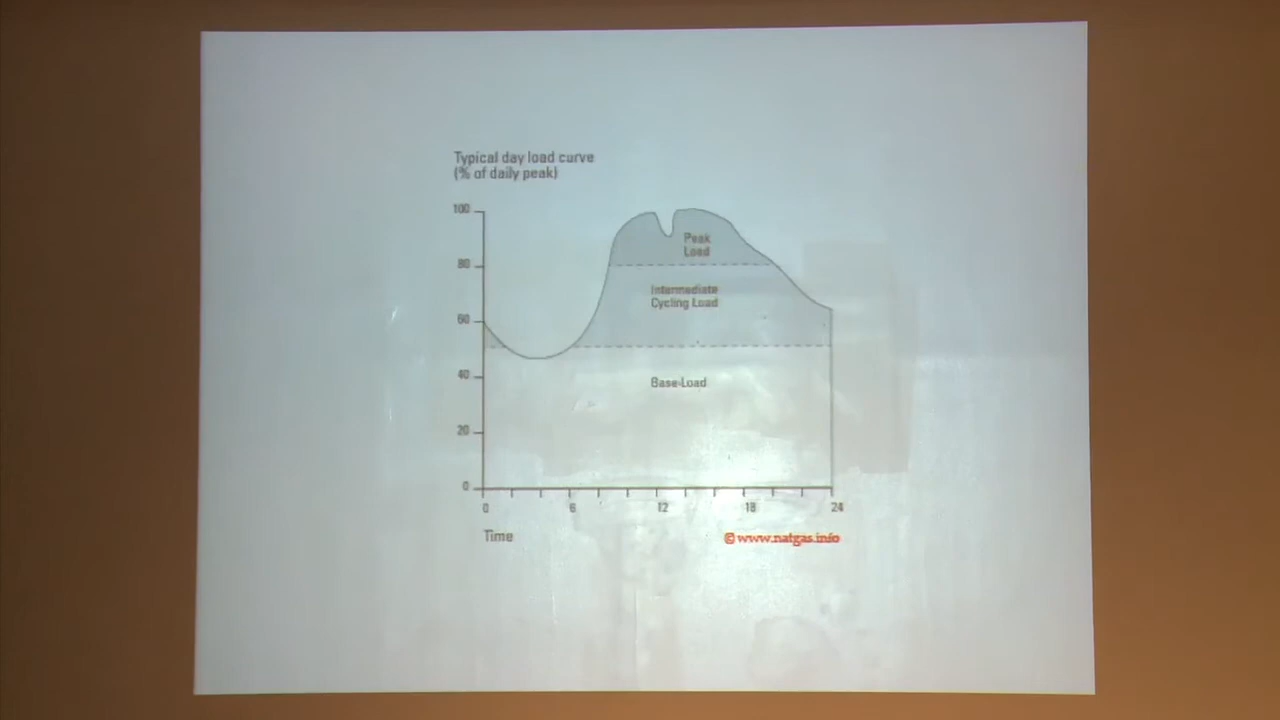 Typical day load curve
(% of daily peak)
100
80
60
40
20
0
Peak
Load
Intermediate
Cycling Load
Base-Load
0 6 12 18 24
Time
©www.natgas.info